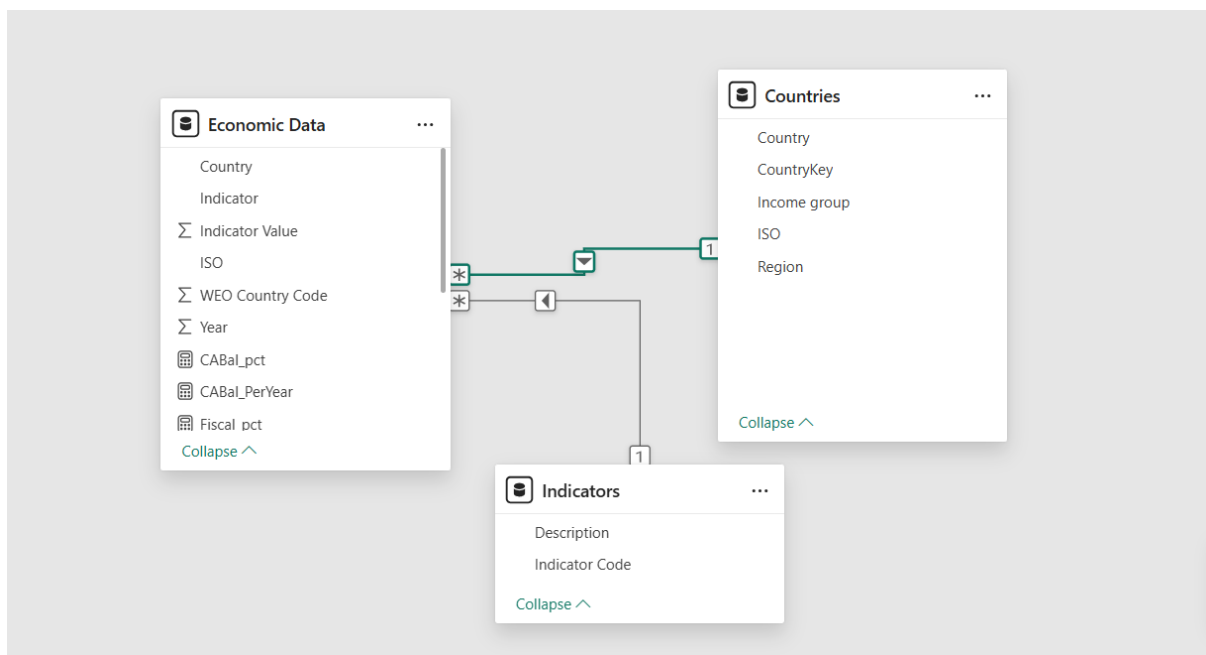 Economic Data
Country
Indicator
Indicator Value
ISO
WEO Country Code
Year
CABal_pct
CABal_PerYear
Fiscal_pct
Collapse
Countries
Country
CountryKey
Income group
ISO
Region
Collapse
*
1
*
1
Indicators
Description
Indicator Code
Collapse